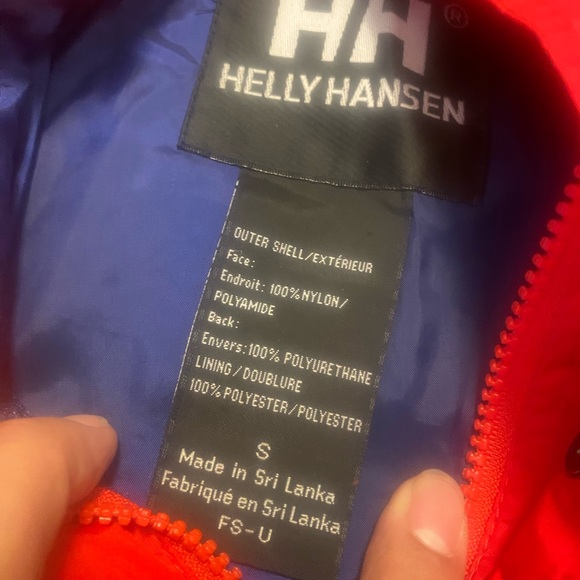 HH®
HELLY HANSEN
OUTER SHELL/EXTÉRIEUR
Face:
Endroit: 100%NYLON/
POLYAMIDE
Back:
Envers:100% POLYURETHANE
LINING/DOUBLURE
100% POLYESTER/POLYESTER
S
Made in Sri Lanka
Fabriqué en Sri Lanka
FS-U